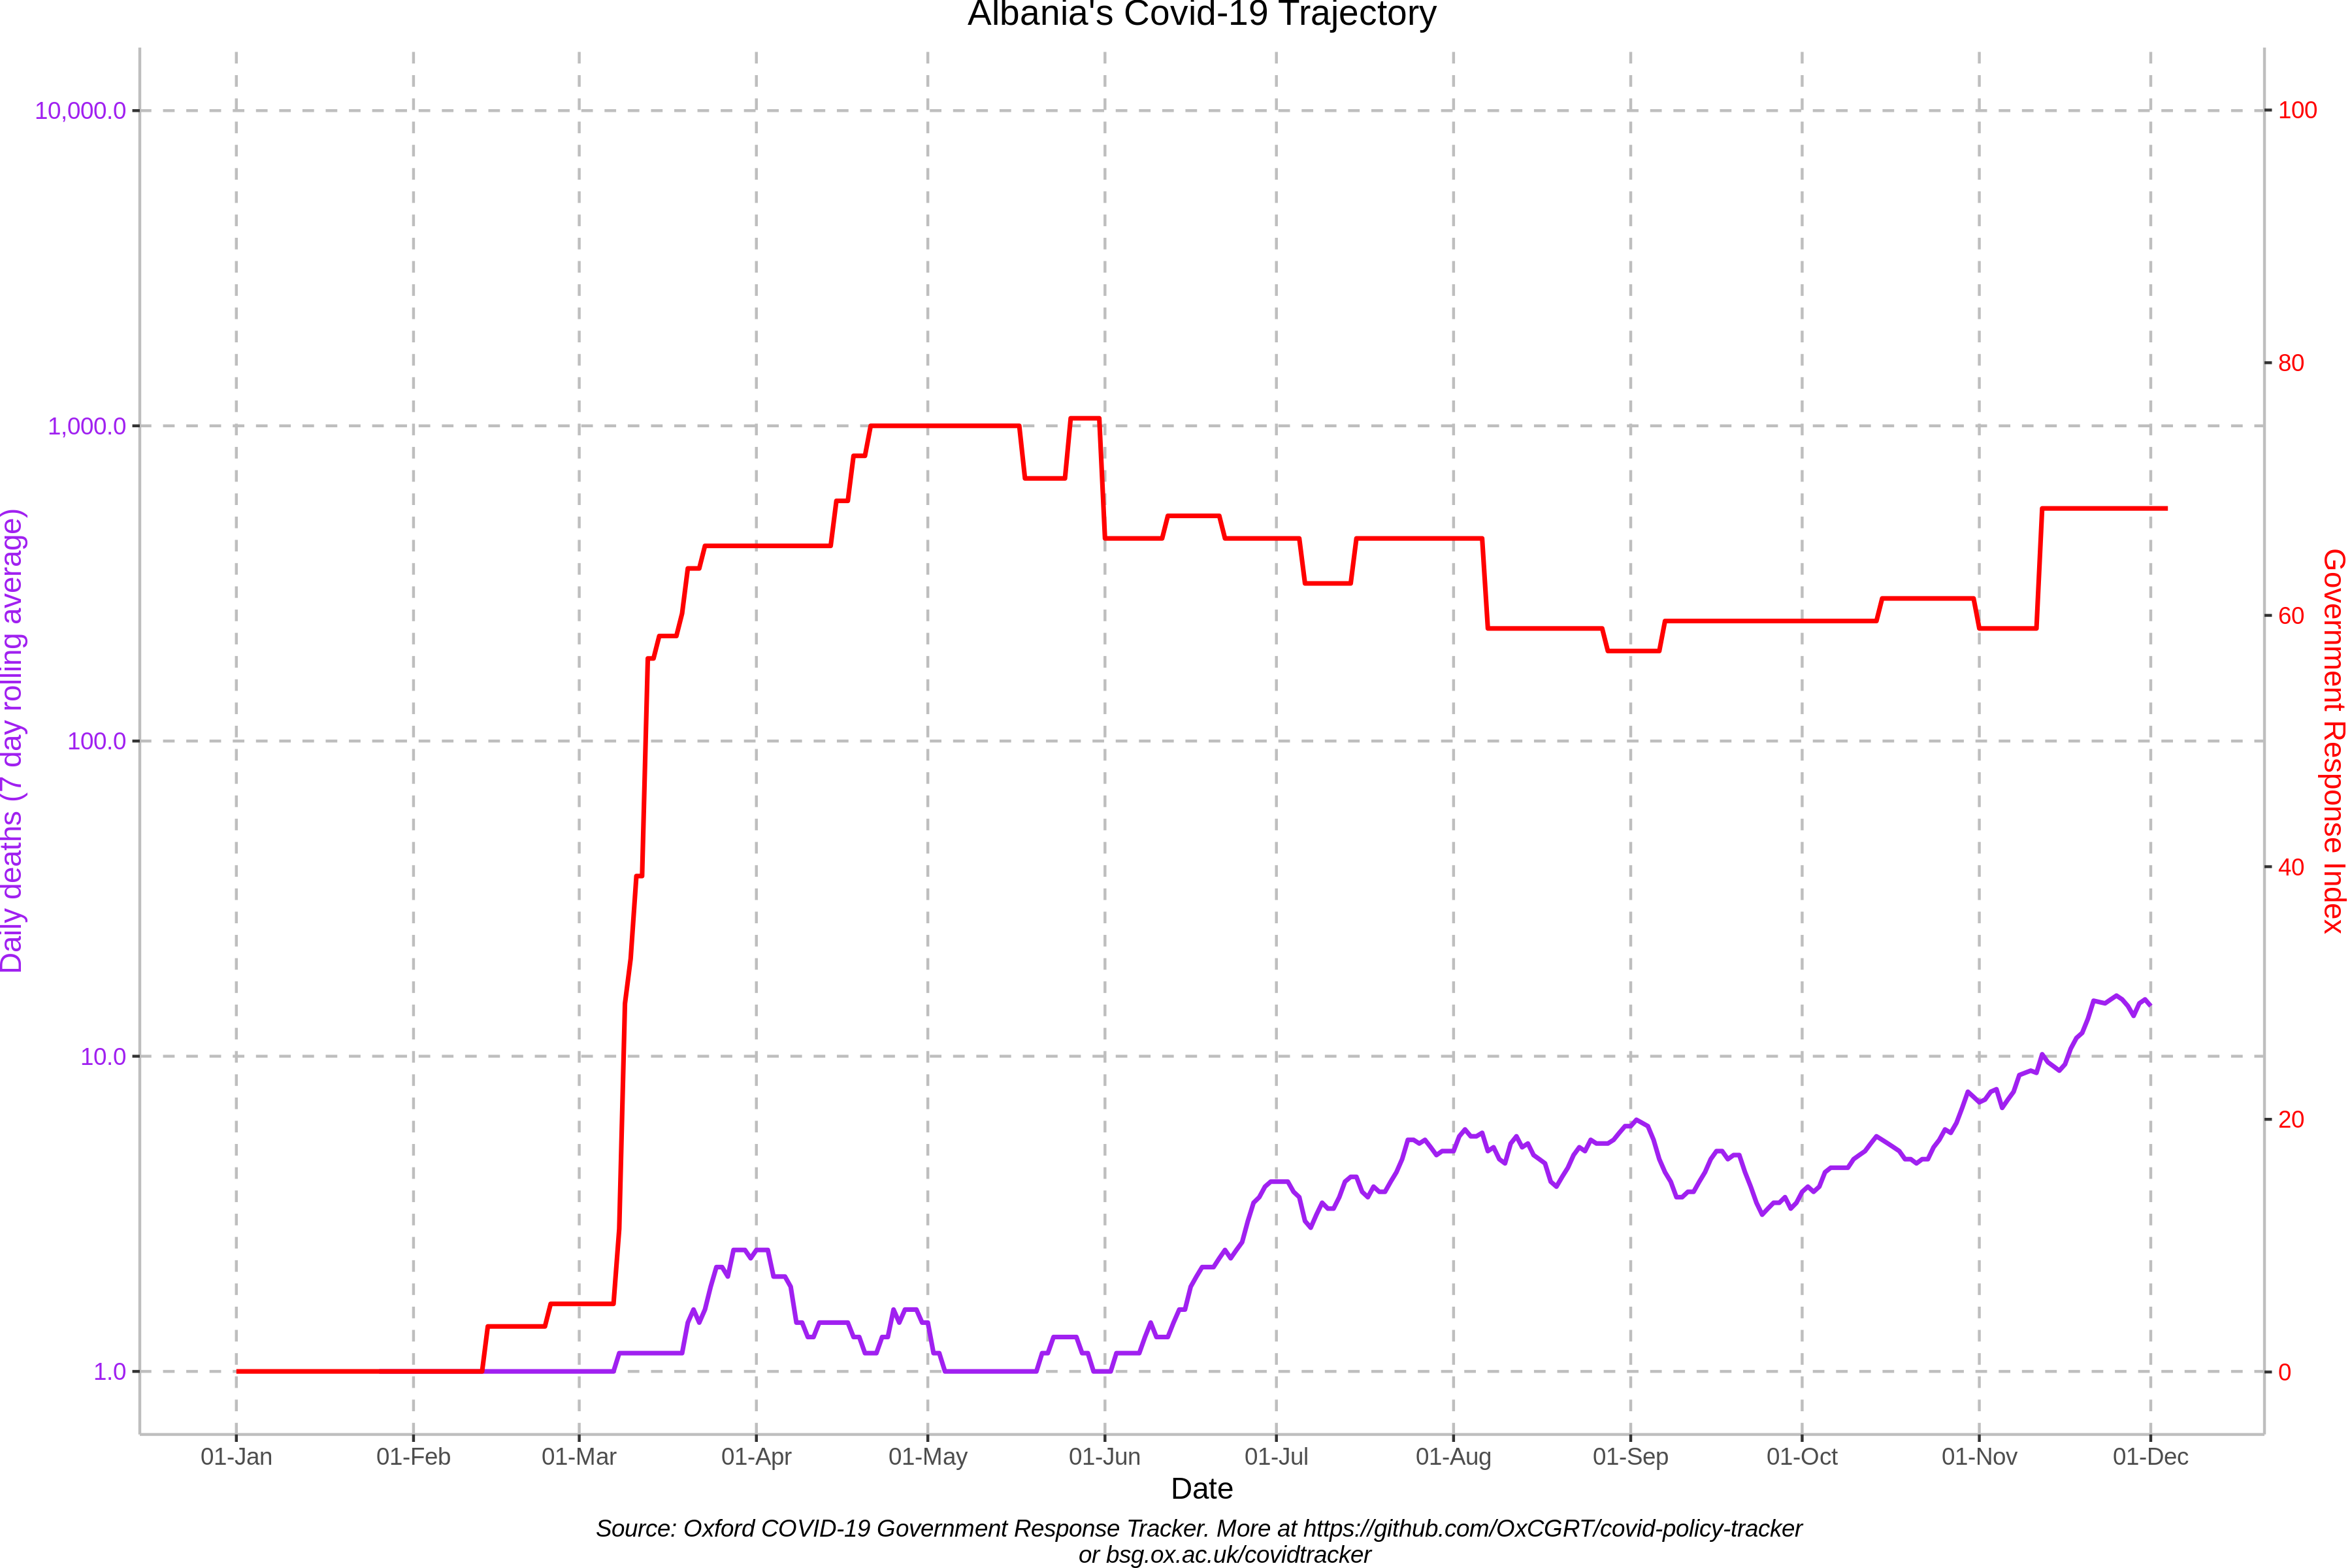 Albania's Covid-19 Trajectory
10,000.0
1,000.0
100.0
10.0
1.0
Daily deaths (7 day rolling average)
100
80
60
40
20
0
Government Response Index
01-Jan
01-Feb
01-Mar
01-Apr
01-May
01-Jun
01-Jul
01-Aug
01-Sep
01-Oct
01-Nov
01-Dec
Date
Source: Oxford COVID-19 Government Response Tracker. More at https://github.com/OxCGRT/covid-policy-tracker
or bsg.ox.ac.uk/covidtracker